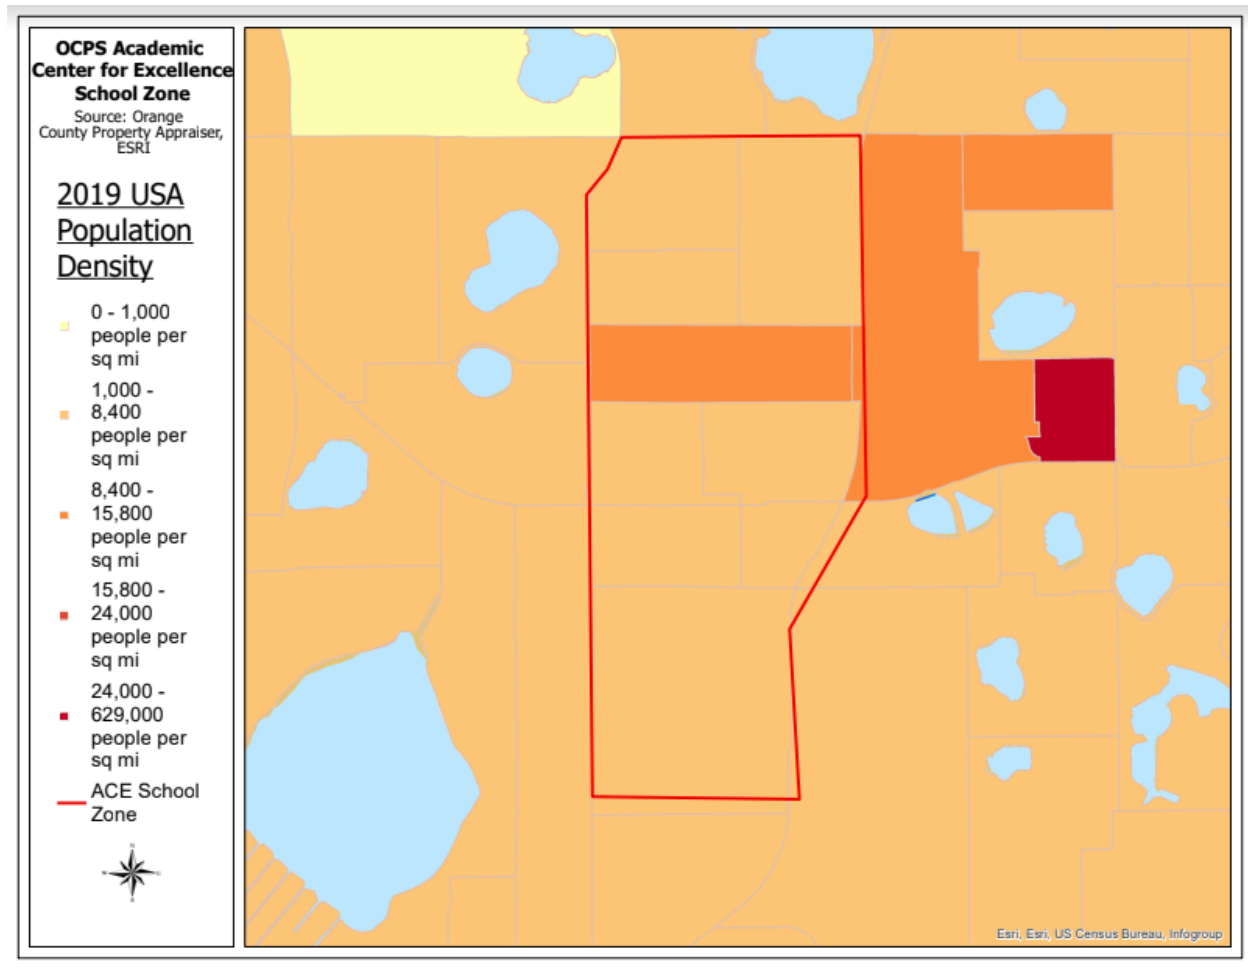 OCPS Academic
Center for Excellence
School Zone
Source: Orange
County Property Appraiser,
ESRI
2019 USA
Population
Density
0 - 1,000
people per
sq mi
1,000 -
8,400
people per
sq mi
8,400 -
15,800
people per
sq mi
15,800 -
24,000
people per
sq mi
24,000 -
629,000
people per
sq mi
ACE School
Zone
N
Esri, Esri, US Census Bureau, Infogroup